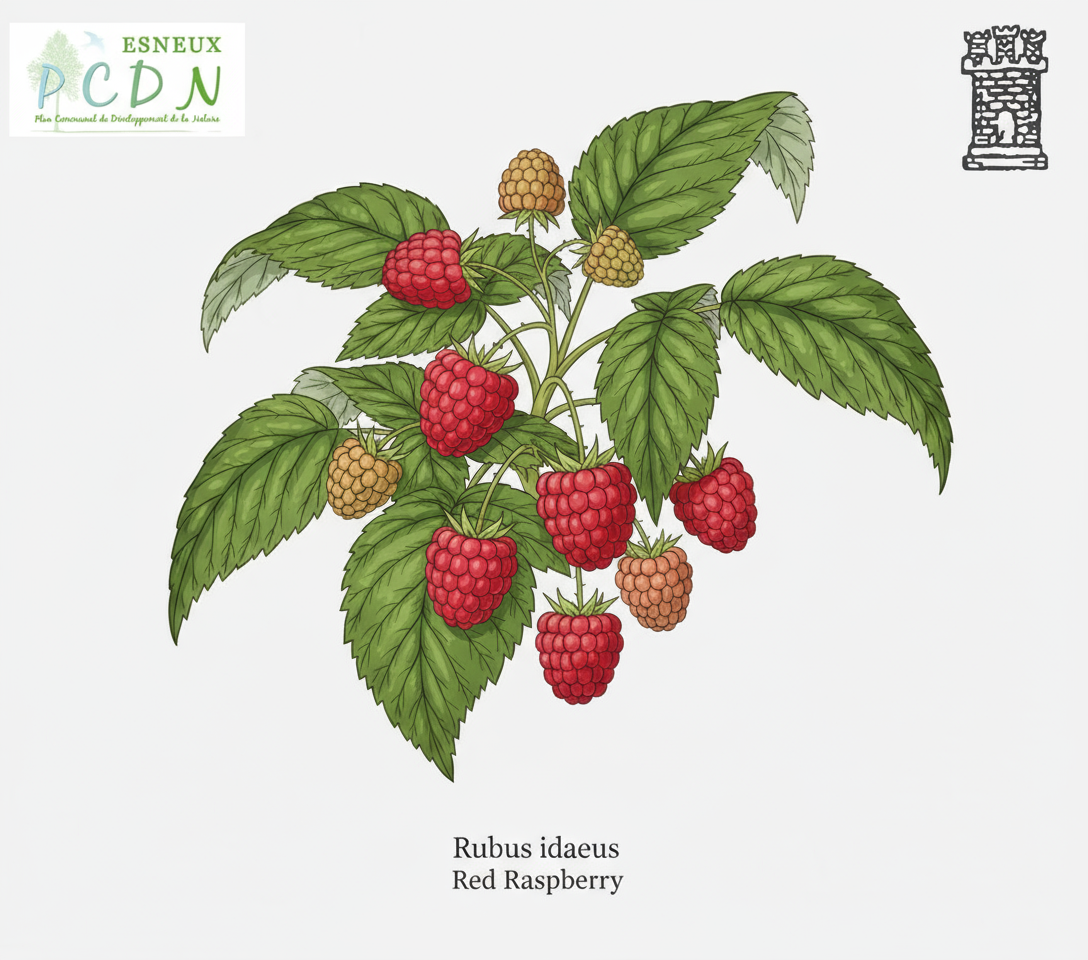 ESNEUX
PCDN
Plan Communal de Développement de la Nature
Rubus idaeus
Red Raspberry